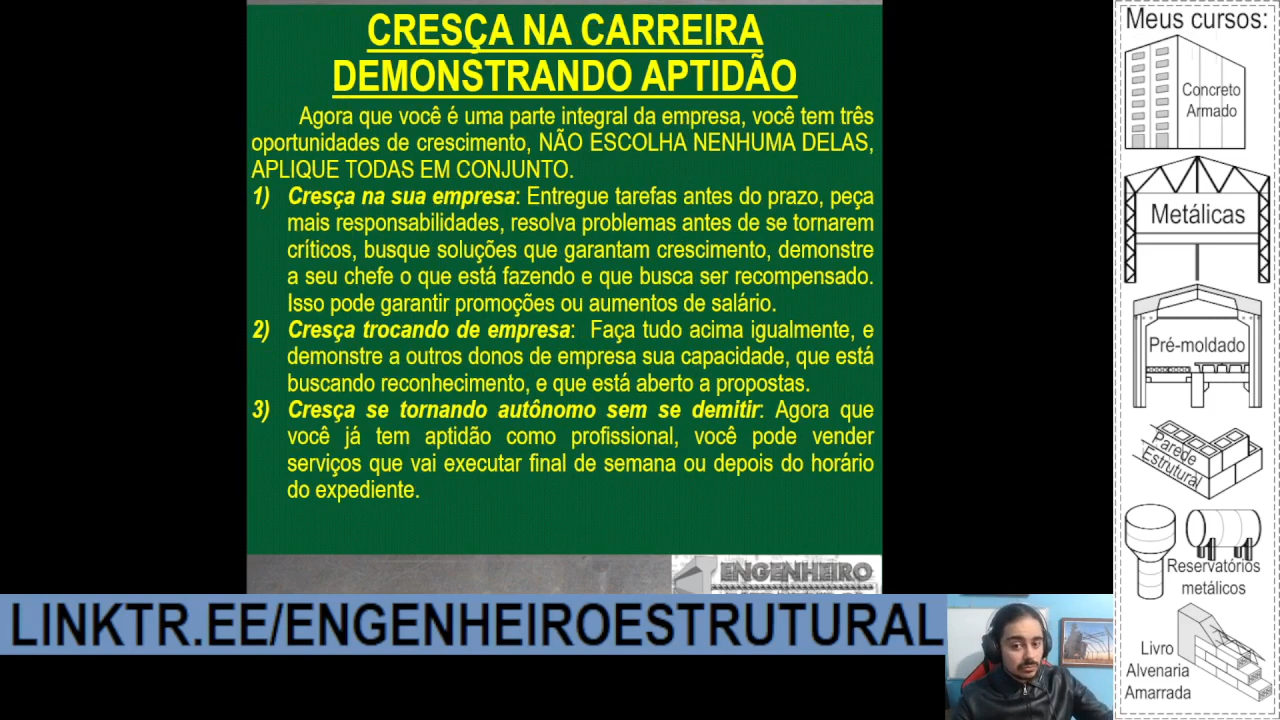 CRESÇA NA CARREIRA
DEMONSTRANDO APTIDÃO
Agora que você é uma parte integral da empresa, você tem três
oportunidades de crescimento, NÃO ESCOLHA NENHUMA DELAS,
APLIQUE TODAS EM CONJUNTO.
1) Cresça na sua empresa: Entregue tarefas antes do prazo, peça
mais responsabilidades, resolva problemas antes de se tornarem
críticos, busque soluções que garantam crescimento, demonstre
a seu chefe o que está fazendo e que busca ser recompensado.
Isso pode garantir promoções ou aumentos de salário.
2) Cresça trocando de empresa: Faça tudo acima igualmente, e
demonstre a outros donos de empresa sua capacidade, que está
buscando reconhecimento, e que está aberto a propostas.
3) Cresça se tornando autônomo sem se demitir: Agora que
você já tem aptidão como profissional, você pode vender
serviços que vai executar final de semana ou depois do horário
do expediente.
ENGENHEIRO
LINKTR.EE/ENGENHEIROESTRUTURAL
Meus cursos:
Concreto
Armado
Metálicas
Pré-moldado
Parede
Estrutural
Reservatórios
metálicos
Livro
Alvenaria
Amarrada